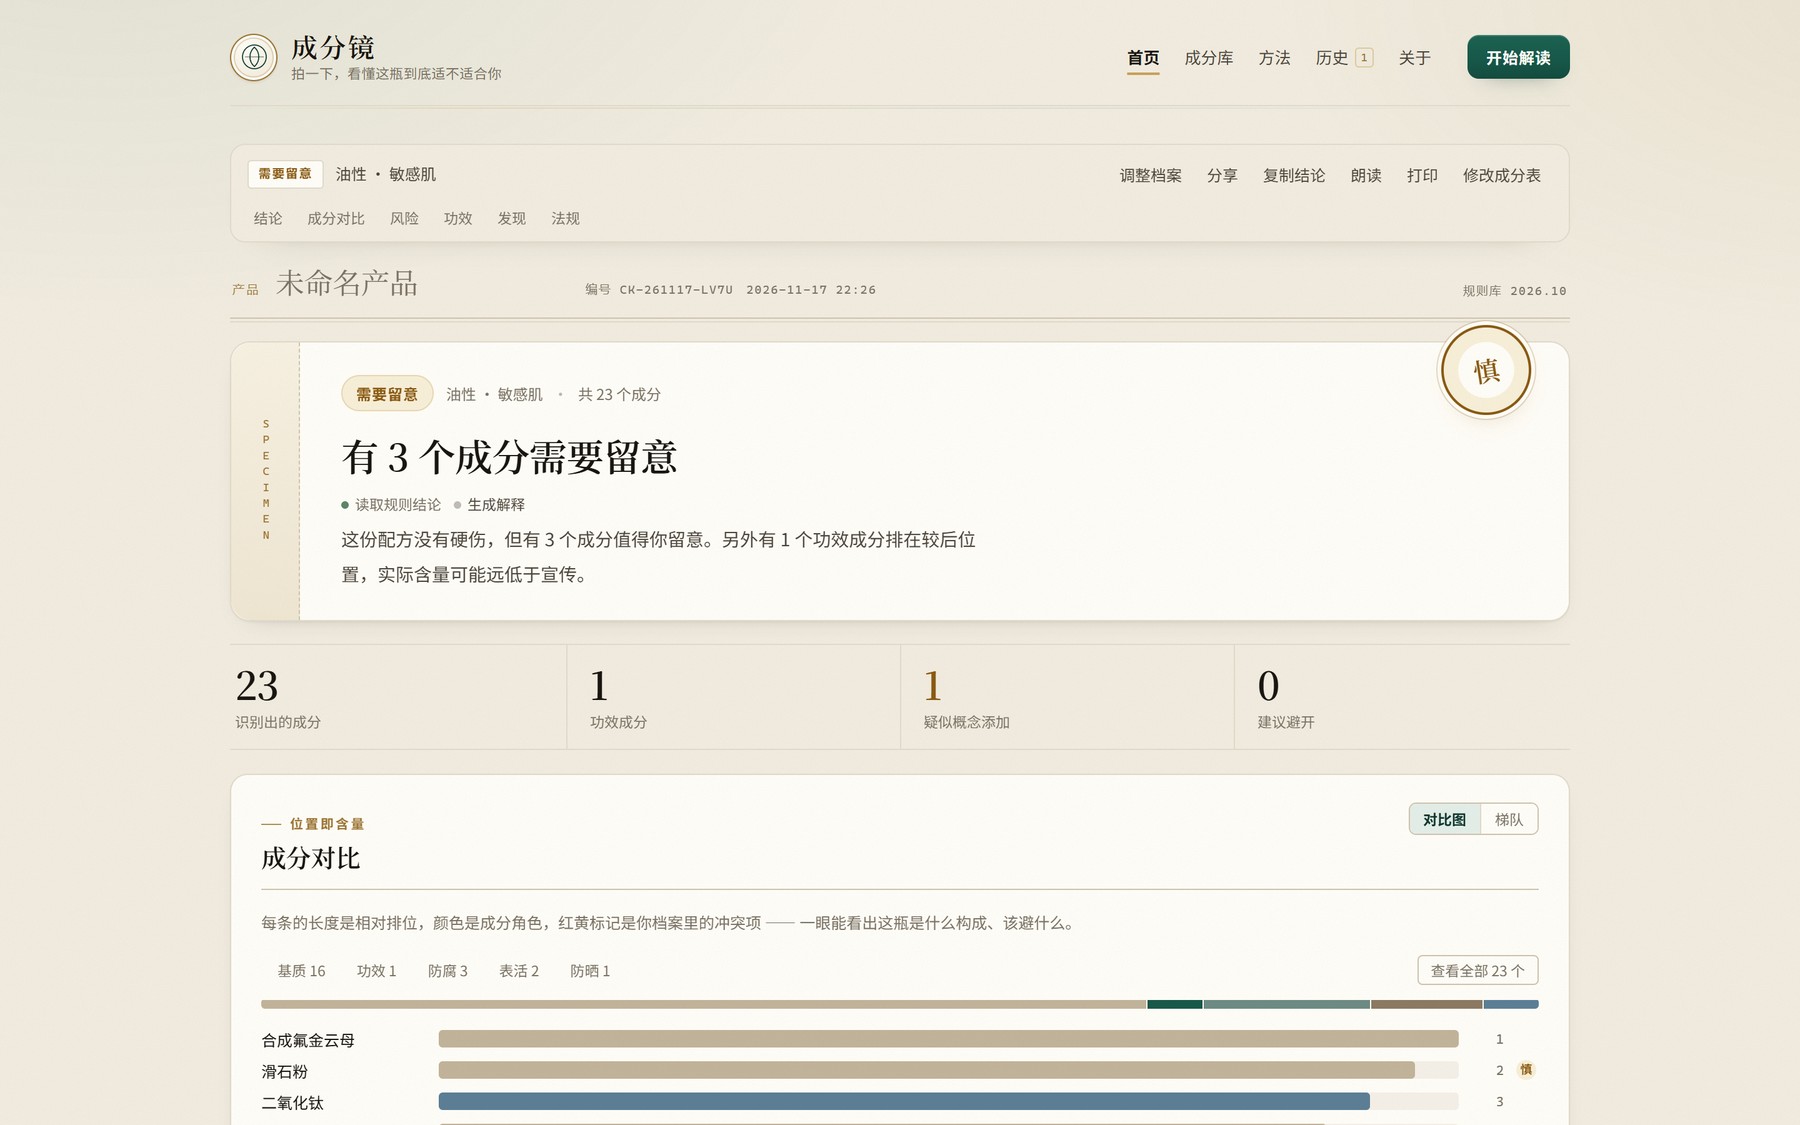 成分镜
拍一下，看懂这瓶到底适不适合你
首页 成分库 方法 历史 1 关于 开始解读
需要留意 油性 · 敏感肌 调整档案 分享 复制结论 朗读 打印 修改成分表
结论 成分对比 风险 功效 发现 法规
产品 未命名产品 编号 CK-261117-LV7U 2026-11-17 22:26 规则库 2026.10
慎
SPECIMEN
需要留意 油性 · 敏感肌 · 共 23 个成分
有 3 个成分需要留意
读取规则结论 生成解释
这份配方没有硬伤，但有 3 个成分值得你留意。另外有 1 个功效成分排在较后位
置，实际含量可能远低于宣传。
23 1 1 0
识别出的成分 功效成分 疑似概念添加 建议避开
—— 位置即含量
成分对比
对比图 梯队
每条的长度是相对排位，颜色是成分角色，红黄标记是你档案里的冲突项 —— 一眼能看出这瓶是什么构成、该避什么。
基质 16 功效 1 防腐 3 表活 2 防晒 1 查看全部 23 个
合成氟金云母 1
滑石粉 2 慎
二氧化钛 3